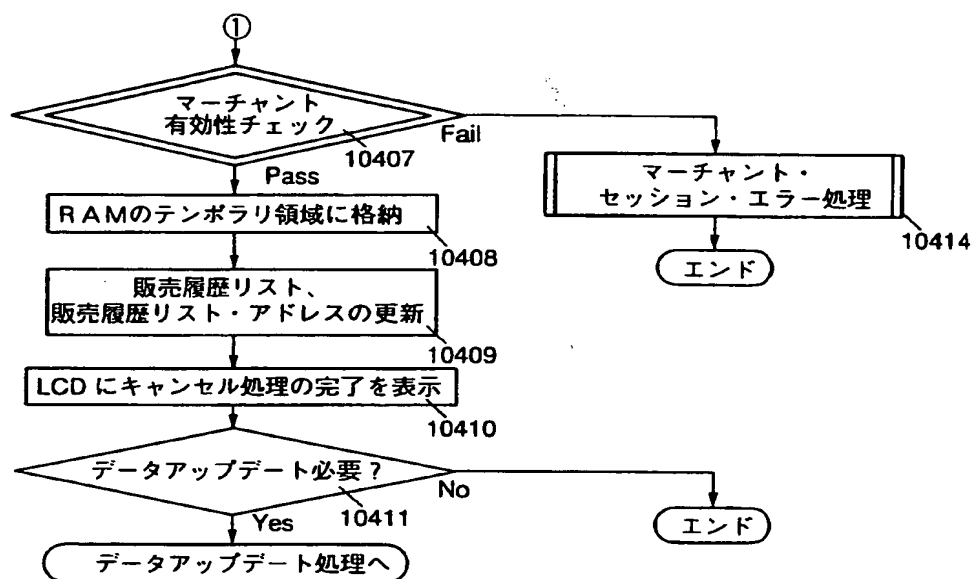 ①
マーチャント
有効性チェック
10407
Fail
Pass
マーチャント・
セッション・エラー処理
10414
エンド
RAMのテンポラリ領域に格納
10408
販売履歴リスト、
販売履歴リスト・アドレスの更新
10409
LCDにキャンセル処理の完了を表示
10410
データアップデート必要?
10411
No
Yes
エンド
データアップデート処理へ